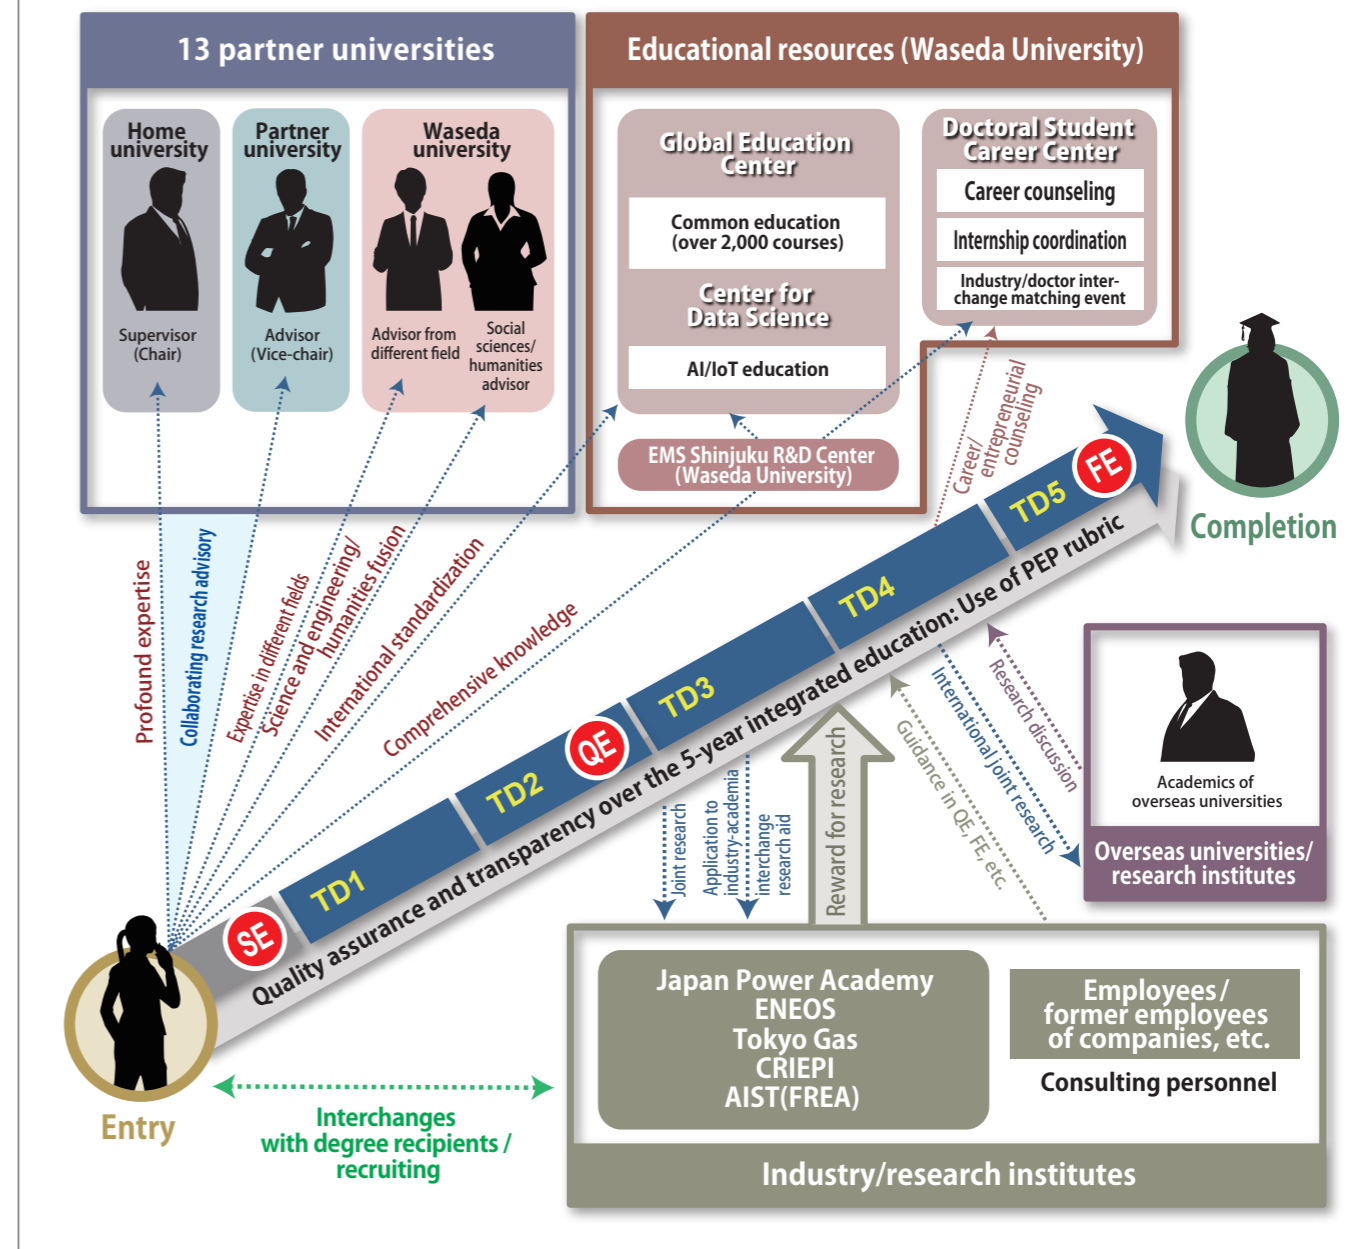 13 partner universities
Home
university
Supervisor
(Chair)
Partner
university
Advisor
(Vice-chair)
Waseda
university
Advisor from
different field
Social
sciences/
humanities
advisor
Educational resources (Waseda University)
Global Education
Center
Common education
(over 2,000 courses)
Center for
Data Science
AI/IoT education
EMS Shinjuku R&D Center
(Waseda University)
Doctoral Student
Career Center
Career counseling
Internship coordination
Industry/doctor inter-
change matching event
Career/
entrepreneurial
counseling
Profound expertise
Collaborating research advisory
Expertise in different fields
Science and engineering/
humanities fusion
International standardization
Comprehensive knowledge
SE
TD1
TD2
QE
TD3
TD4
TD5
FE
Quality assurance and transparency over the 5-year integrated education: Use of PEP rubric
Completion
Entry
Joint research
Application to
industry-academia
interchange
research aid
Reward for research
Guidance in QE, FE, etc.
International joint research
Research discussion
Academics of
overseas universities
Overseas universities/
research institutes
Interchanges
with degree recipients /
recruiting
Japan Power Academy
ENEOS
Tokyo Gas
CRIEPI
AIST(FREA)
Employees/
former employees
of companies, etc.
Consulting personnel
Industry/research institutes